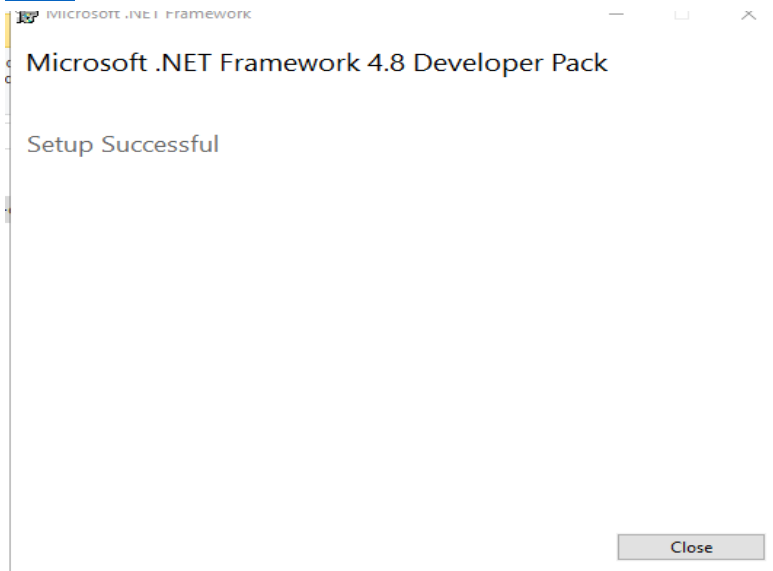 Microsoft .NET Framework
Microsoft .NET Framework 4.8 Developer Pack
Setup Successful
Close